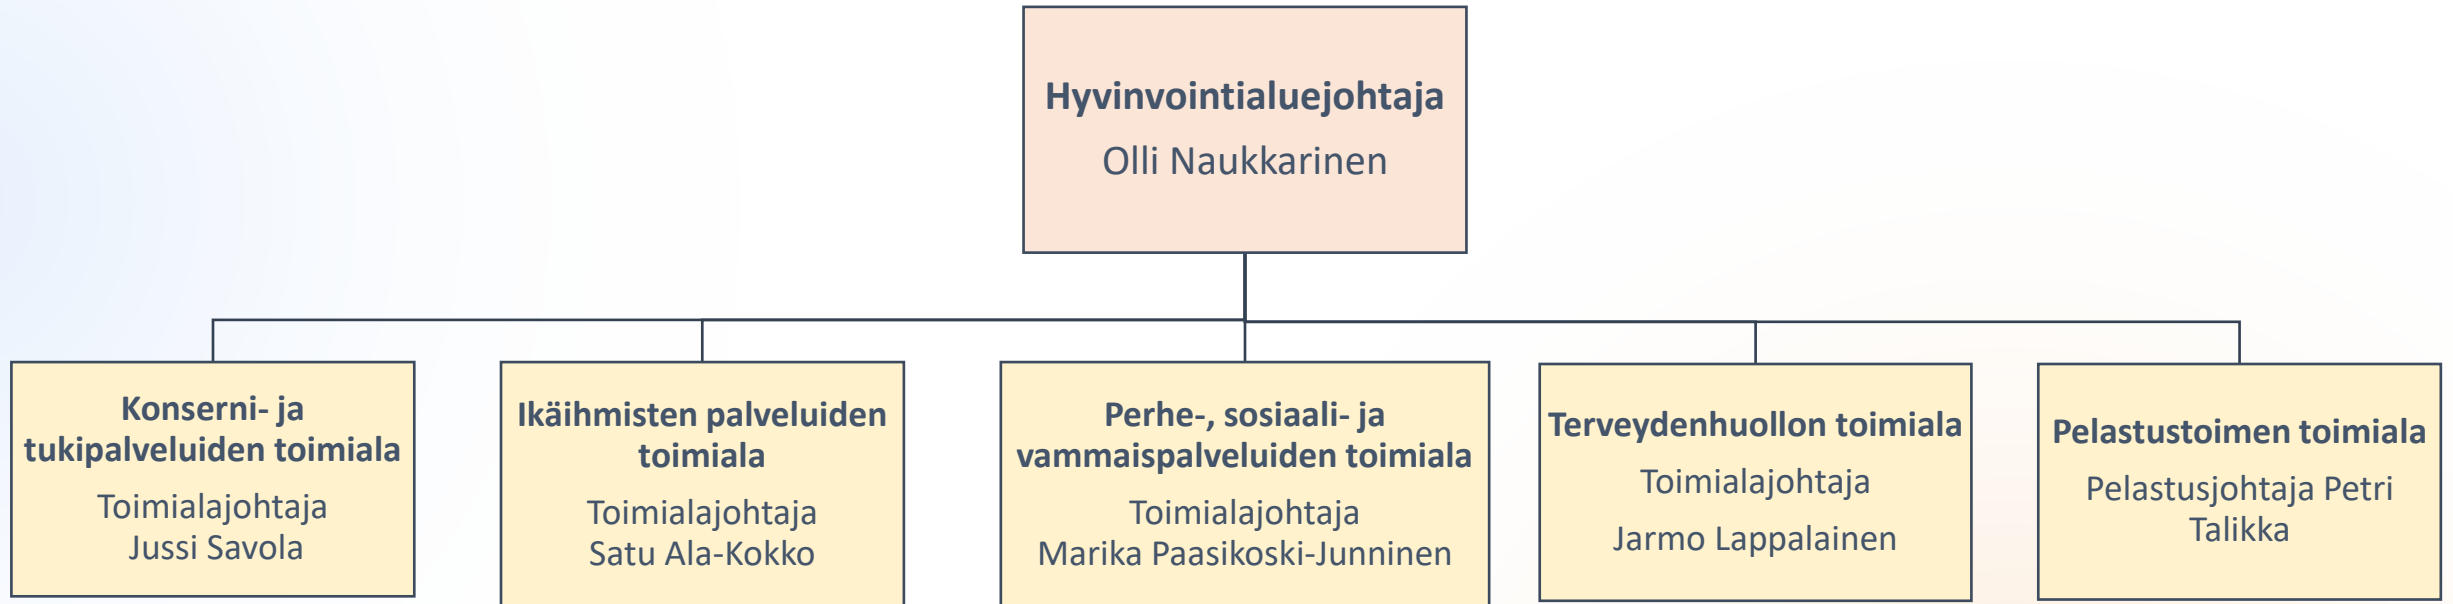 Hyvinvointialuejohtaja
Olli Naukkarinen
Konserni- ja
tukipalveluiden toimiala
Toimialajohtaja
Jussi Savola
Ikäihmisten palveluiden
toimiala
Toimialajohtaja
Satu Ala-Kokko
Perhe-, sosiaali- ja
vammaispalveluiden toimiala
Toimialajohtaja
Marika Paasikoski-Junninen
Terveydenhuollon toimiala
Toimialajohtaja
Jarmo Lappalainen
Pelastustoimen toimiala
Pelastusjohtaja Petri
Talikka